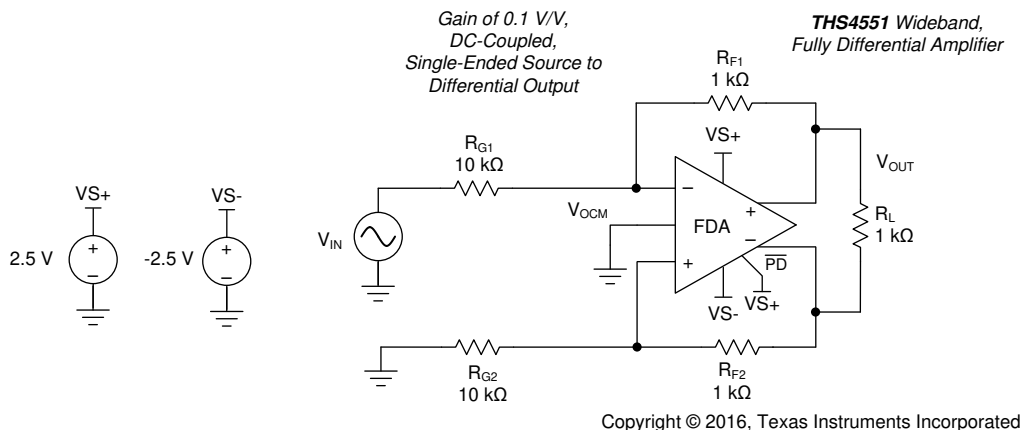 Gain of 0.1 V/V,
DC-Coupled,
Single-Ended Source to
Differential Output
THS4551 Wideband,
Fully Differential Amplifier
RF1
1 kΩ
VS+
RG1
10 kΩ
VOUT
VS+
VS-
VOCM
–
+
FDA
RL
1 kΩ
VIN
2.5 V
+
–
-2.5 V
+
–
–
+
PD
VS-
VS+
RG2
10 kΩ
RF2
1 kΩ
Copyright © 2016, Texas Instruments Incorporated